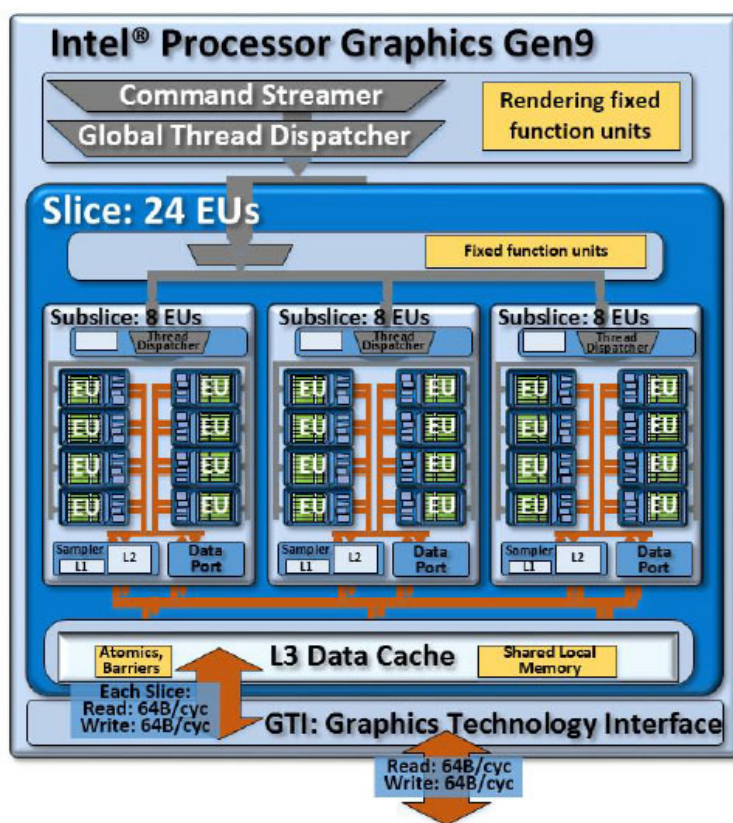 Intel® Processor Graphics Gen9
Command Streamer
Global Thread Dispatcher
Rendering fixed
function units
Slice: 24 EUs
Fixed function units
Subslice: 8 EUs
Thread
Dispatcher
EU EU
EU EU
EU EU
EU EU
Sampler
L1
L2
Data
Port
Subslice: 8 EUs
Thread
Dispatcher
EU EU
EU EU
EU EU
EU EU
Sampler
L1
L2
Data
Port
Subslice: 8 EUs
Thread
Dispatcher
EU EU
EU EU
EU EU
EU EU
Sampler
L1
L2
Data
Port
Atomics,
Barriers
L3 Data Cache
Shared Local
Memory
Each Slice:
Read: 64B/cyc
Write: 64B/cyc
GTI: Graphics Technology Interface
Read: 64B/cyc
Write: 64B/cyc